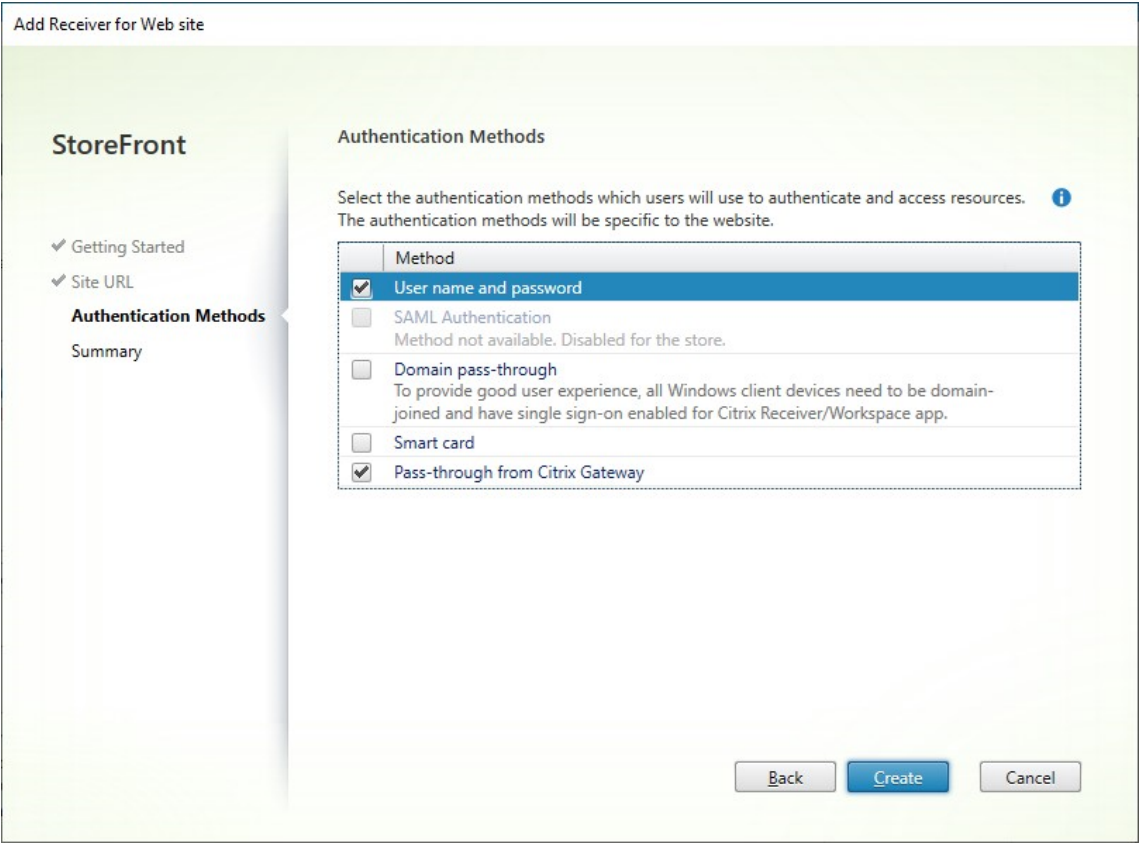 Add Receiver for Web site
StoreFront
Getting Started
Site URL
Authentication Methods
Summary
Authentication Methods
Select the authentication methods which users will use to authenticate and access resources.
The authentication methods will be specific to the website.
Method
User name and password
SAML Authentication
Method not available. Disabled for the store.
Domain pass-through
To provide good user experience, all Windows client devices need to be domain-
joined and have single sign-on enabled for Citrix Receiver/Workspace app.
Smart card
Pass-through from Citrix Gateway
Back
Create
Cancel